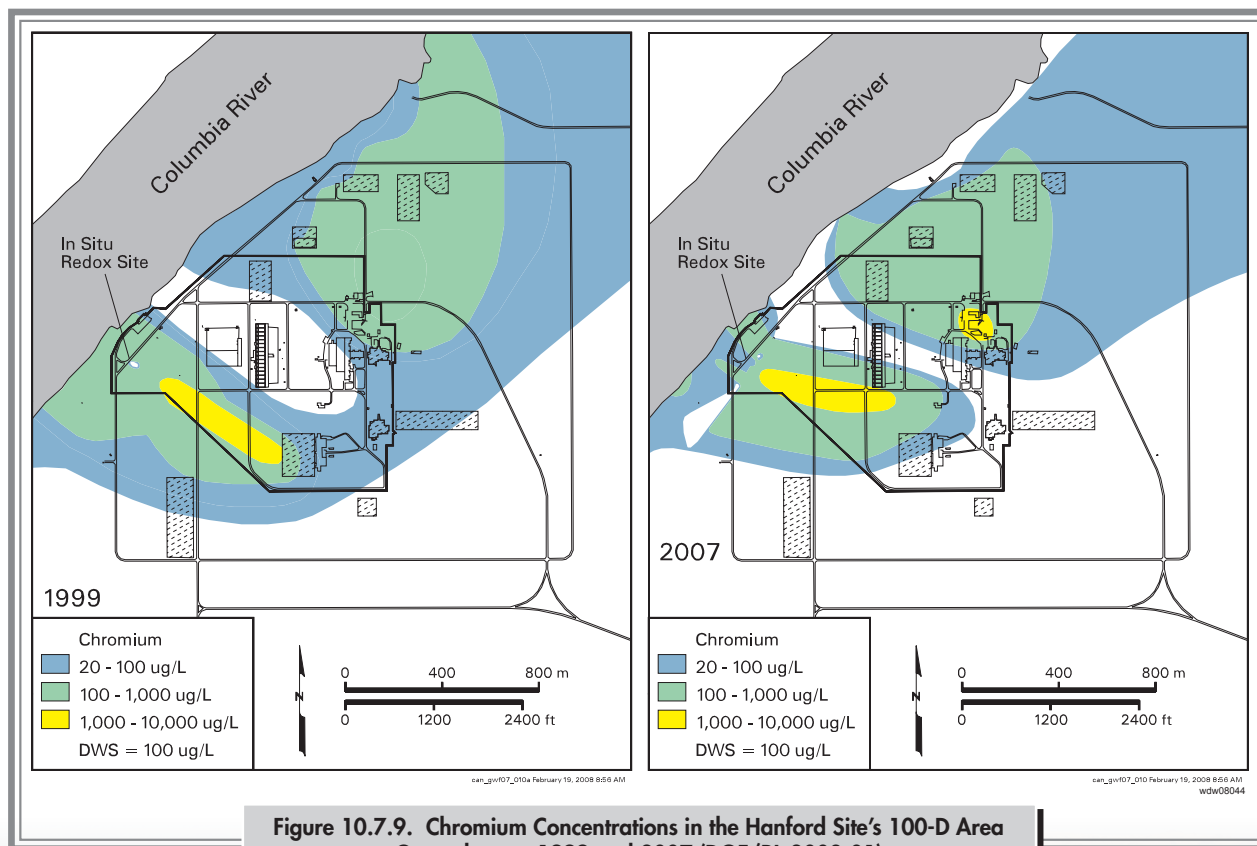 Columbia River
In Situ
Redox Site
1999
Chromium
20 - 100 ug/L
100 - 1,000 ug/L
1,000 - 10,000 ug/L
DWS = 100 ug/L
N
0 400 800 m
0 1200 2400 ft
can_gwf07_010a February 19, 2008 8:56 AM
Columbia River
In Situ
Redox Site
2007
Chromium
20 - 100 ug/L
100 - 1,000 ug/L
1,000 - 10,000 ug/L
DWS = 100 ug/L
N
0 400 800 m
0 1200 2400 ft
can_gwf07_010 February 19, 2008 8:56 AM
wdw08044
Figure 10.7.9. Chromium Concentrations in the Hanford Site's 100-D Area